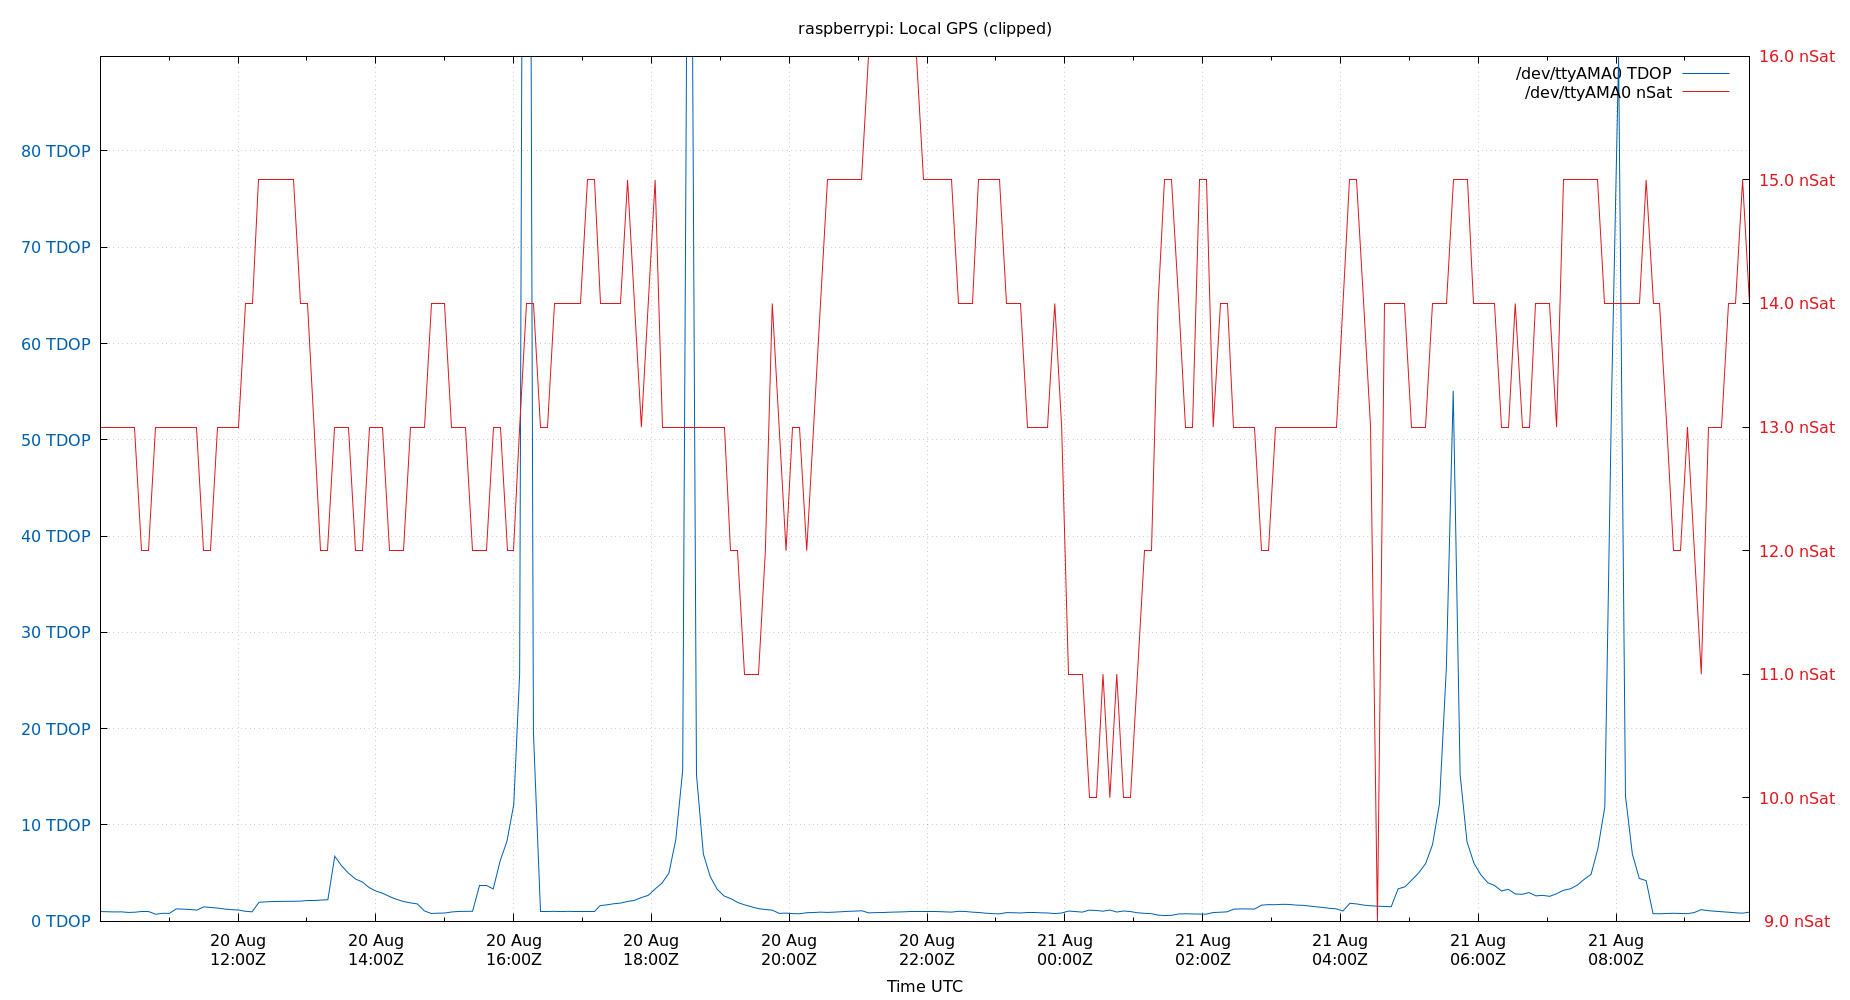 raspberrypi: Local GPS (clipped)
16.0 nSat
/dev/ttyAMA0 TDOP
/dev/ttyAMA0 nSat
80 TDOP
15.0 nSat
70 TDOP
14.0 nSat
60 TDOP
13.0 nSat
50 TDOP
12.0 nSat
40 TDOP
30 TDOP
11.0 nSat
20 TDOP
10.0 nSat
10 TDOP
0 TDOP
9.0 nSat
20 Aug 20 Aug 20 Aug 20 Aug 20 Aug 20 Aug 21 Aug 21 Aug 21 Aug 21 Aug 21 Aug
12:00Z 14:00Z 16:00Z 18:00Z 20:00Z 22:00Z 00:00Z 02:00Z 04:00Z 06:00Z 08:00Z
Time UTC